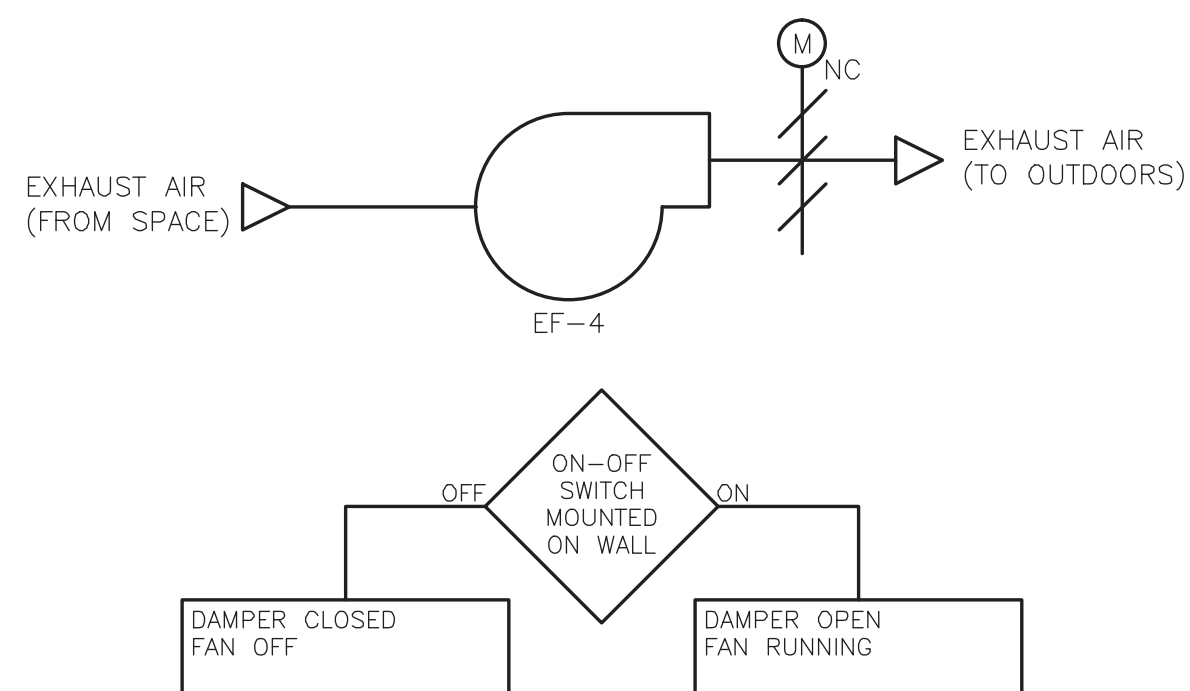 M
NC
EXHAUST AIR
(TO OUTDOORS)
EXHAUST AIR
(FROM SPACE)
EF-4
ON-OFF
SWITCH
MOUNTED
ON WALL
OFF
ON
DAMPER CLOSED
FAN OFF
DAMPER OPEN
FAN RUNNING